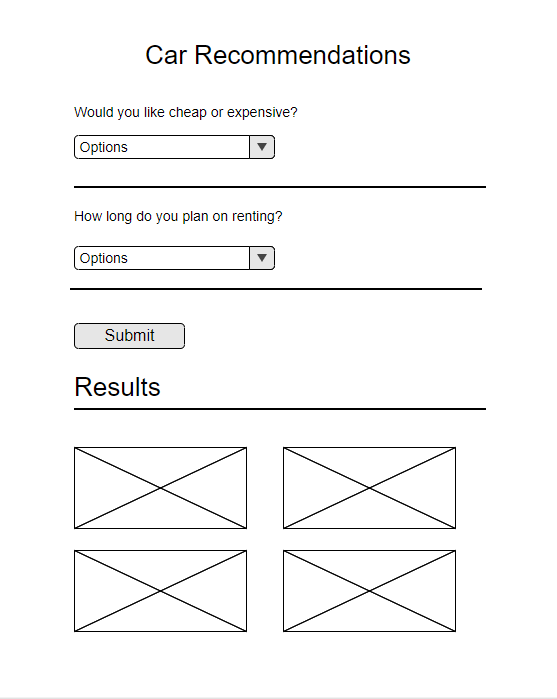 Car Recommendations
Would you like cheap or expensive?
Options
How long do you plan on renting?
Options
Submit
Results